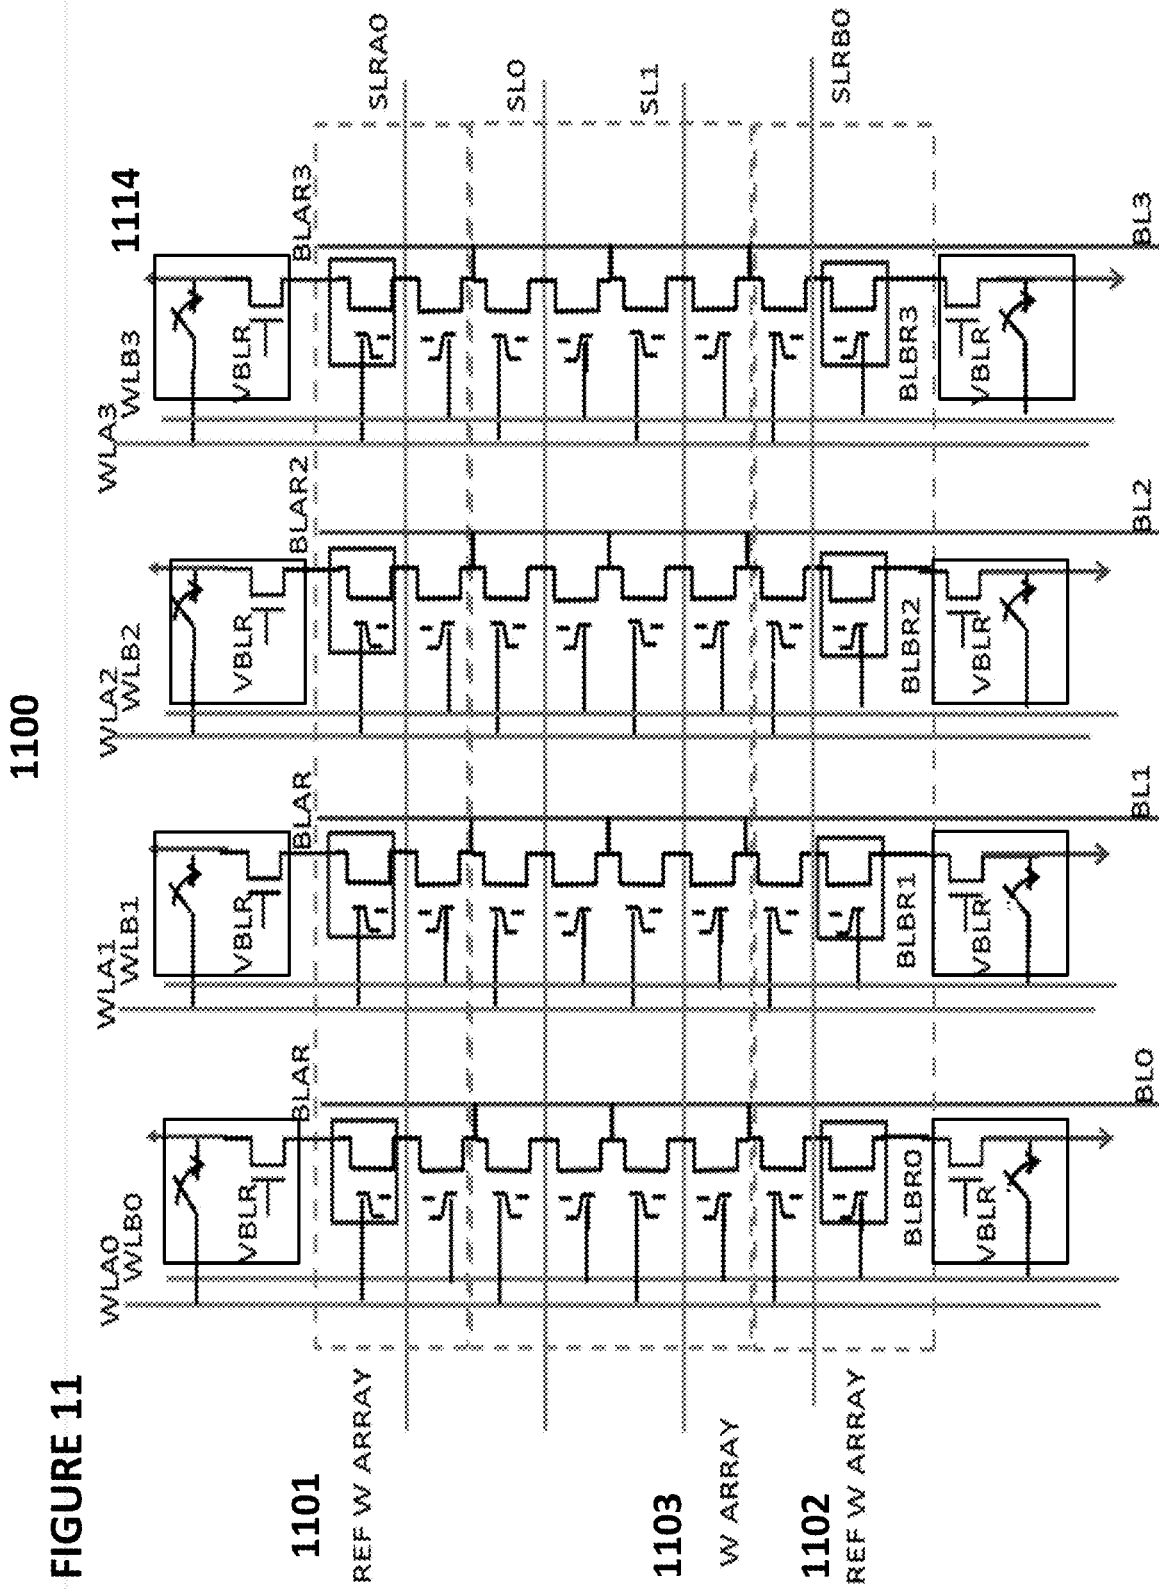 FIGURE 11
1100
WLA0
WLA1
WLA2
WLA3
1114
WLB0
WLB1
WLB2
WLB3
VBLR
VBLR
VBLR
VBLR
1101
BLAR
BLAR
BLAR2
BLAR3
REF W ARRAY
SLRA0
SL0
SL1
1103
W ARRAY
1102
SLRB0
REF W ARRAY
BLBR0
BLBR1
BLBR2
BLBR3
VBLR
VBLR
VBLR
VBLR
BL0
BL1
BL2
BL3